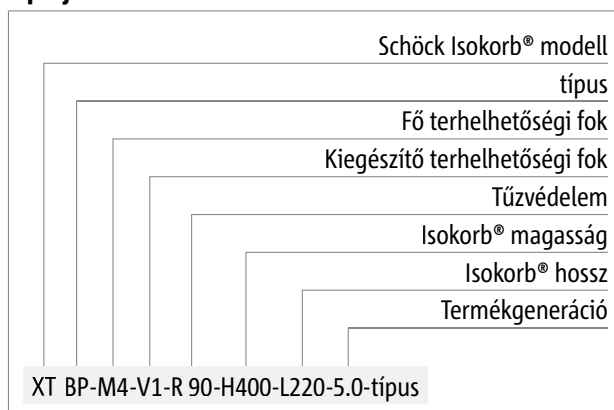 Schöck Isokorb® modell
típus
Fő terhelhetőségi fok
Kiegészítő terhelhetőségi fok
Tűzvédelem
Isokorb® magasság
Isokorb® hossz
Termékgeneráció
XT BP-M4-V1-R 90-H400-L220-5.0-típus